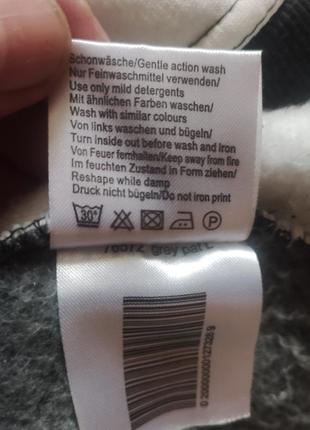 Schonwäsche/Gentle action wash
Nur Feinwaschmittel verwenden/
Use only mild detergents
Mit ähnlichen Farben waschen/
Wash with similar colours
Von links waschen und bügeln/
Turn inside out before wash and iron
Von Feuer fernhalten/Keep away from fire
Im feuchten Zustand in Form ziehen/
Reshape while damp
Druck nicht bügeln/Do not iron print
30° P
76572 Grey pat L